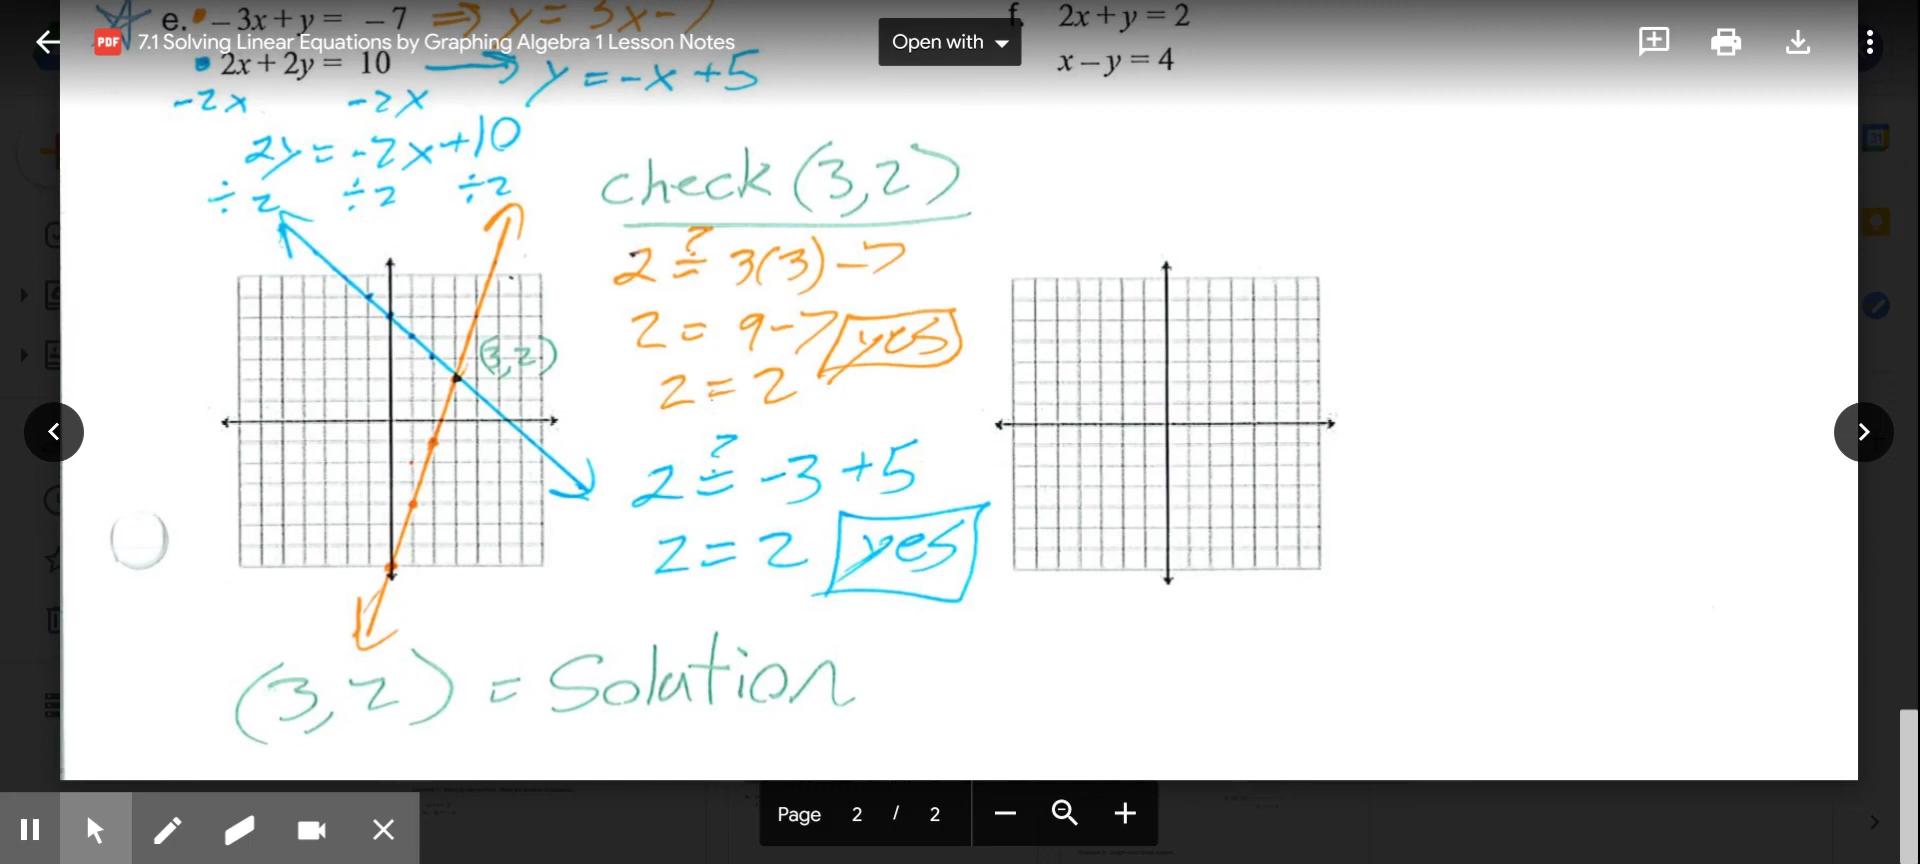 e. – 3x + y = – 7 ⇒ y = 3x – 7
7.1 Solving Linear Equations by Graphing Algebra 1 Lesson Notes
PDF
Open with
2x + 2y = 10 → y = -x + 5
-2x -2x
2y = -2x + 10
÷2 ÷2 ÷2
check (3,2)
2 ≟ 3(3) – 7
2 = 9 – 7 yes
2 = 2
(3,2)
2 ≟ -3 + 5
2 = 2 yes
(3,2) = Solution
f. 2x + y = 2
x – y = 4
31
Page 2 / 2